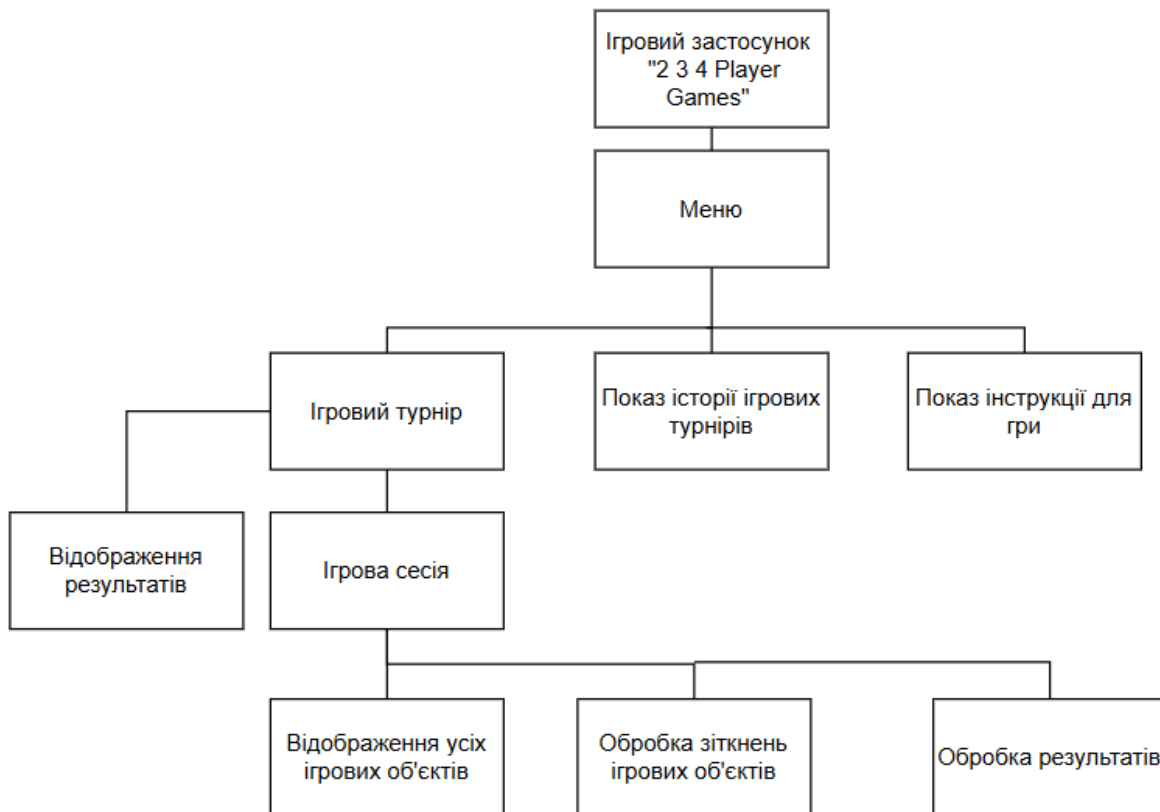 Ігровий застосунок
"2 3 4 Player
Games"
Меню
Ігровий турнір
Показ історії ігрових
турнірів
Показ інструкції для
гри
Відображення
результатів
Ігрова сесія
Відображення усіх
ігрових об'єктів
Обробка зіткнень
ігрових об'єктів
Обробка результатів